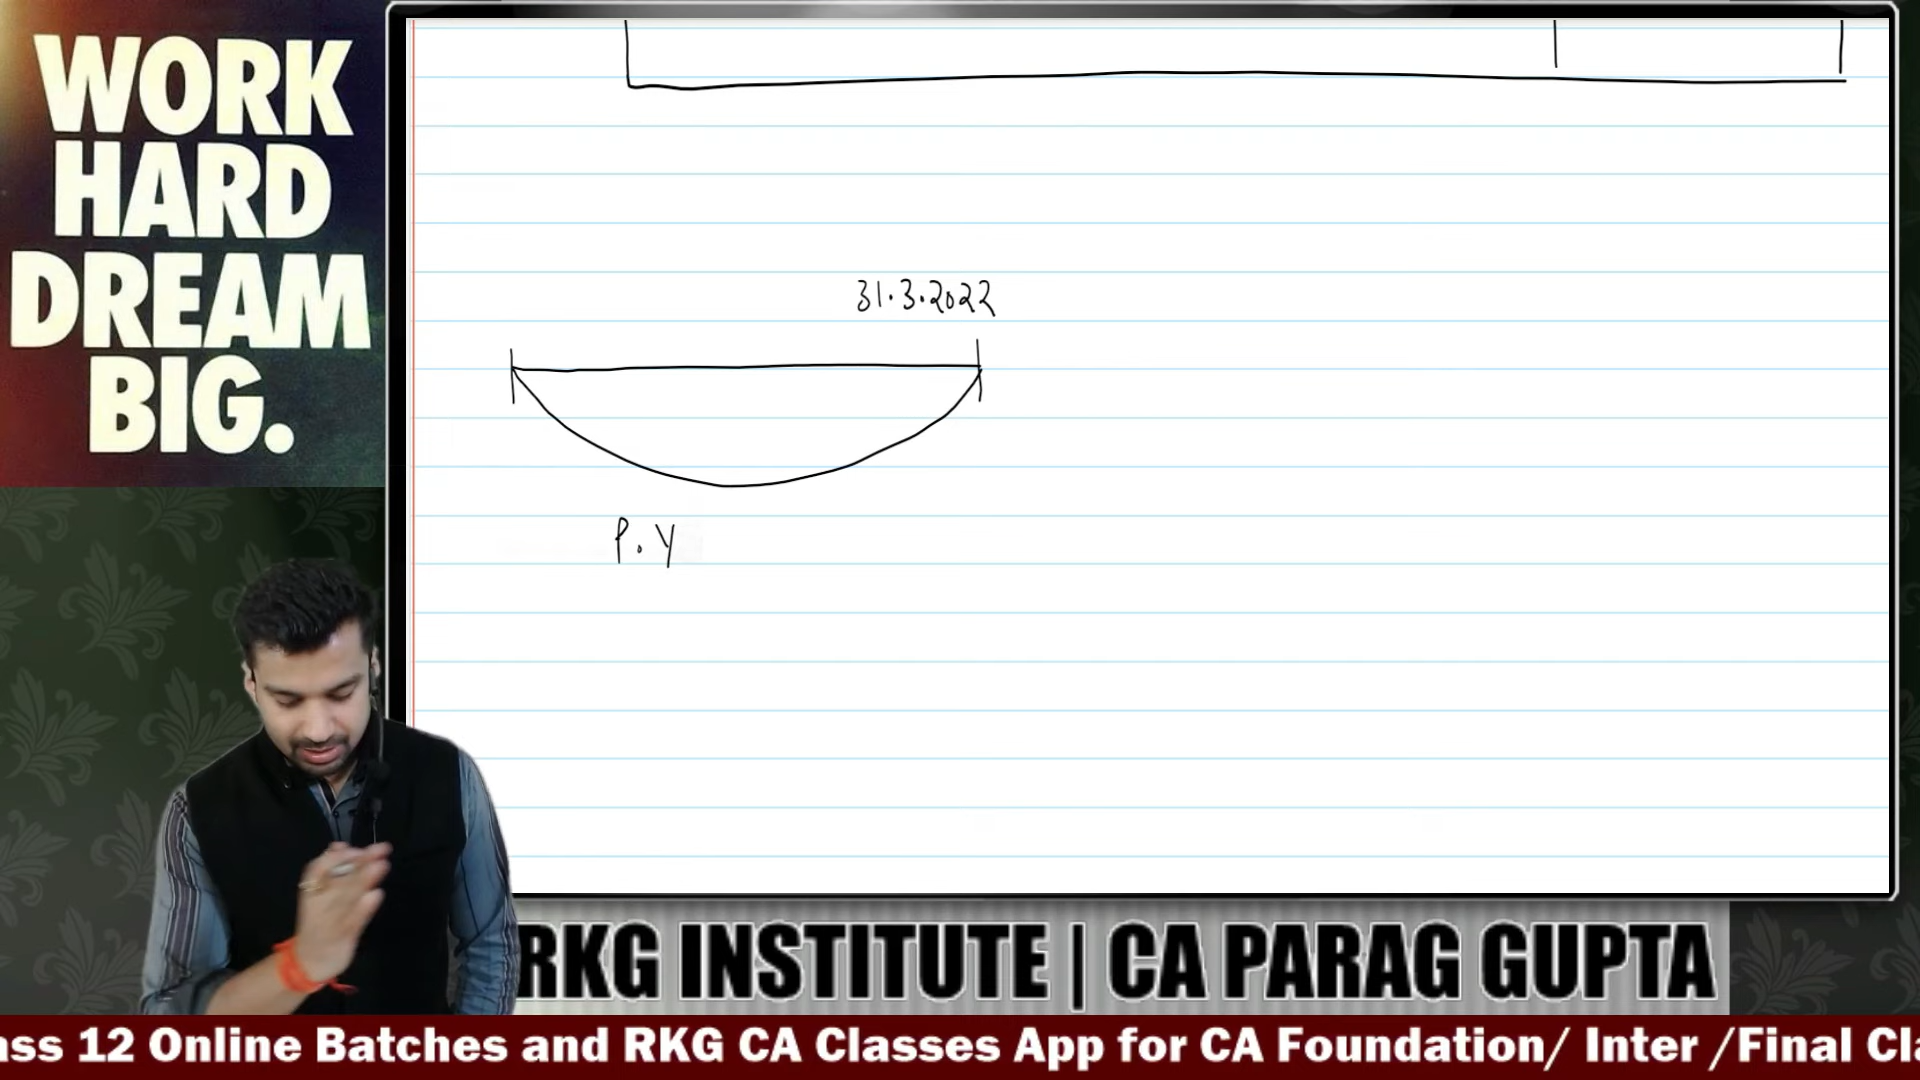 WORK
HARD
DREAM
BIG.
31.3.2022
P.Y
RKG INSTITUTE | CA PARAG GUPTA
ass 12 Online Batches and RKG CA Classes App for CA Foundation/ Inter /Final Cla